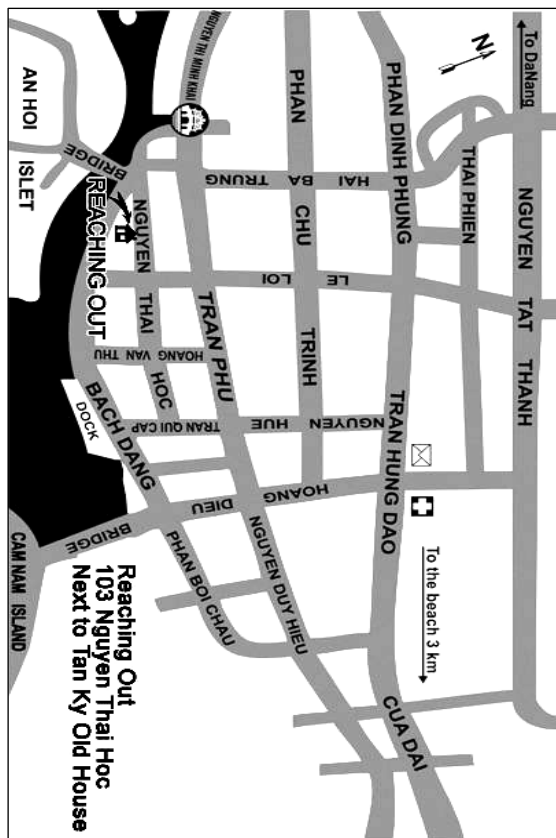 To DaNang
NGUYEN TAT THANH
N
THAI PHIEN
PHAN DINH PHUNG
TRAN HUNG DAO
CUA DAI
To the beach 3 km
PHAN CHU TRINH
HAI BA TRUNG
LE LOI
NGUYEN HUE
HOANG DIEU
NGUYEN THI MINH KHAI
TRAN PHU
NGUYEN DUY HIEU
NGUYEN THAI HOC
HOANG VAN THU
TRAN QUI CAP
REACHING OUT
BACH DANG
PHAN BOI CHAU
DOCK
BRIDGE
AN HOI
ISLET
BRIDGE
CAM NAM ISLAND
Reaching Out
103 Nguyen Thai Hoc
Next to Tan Ky Old House